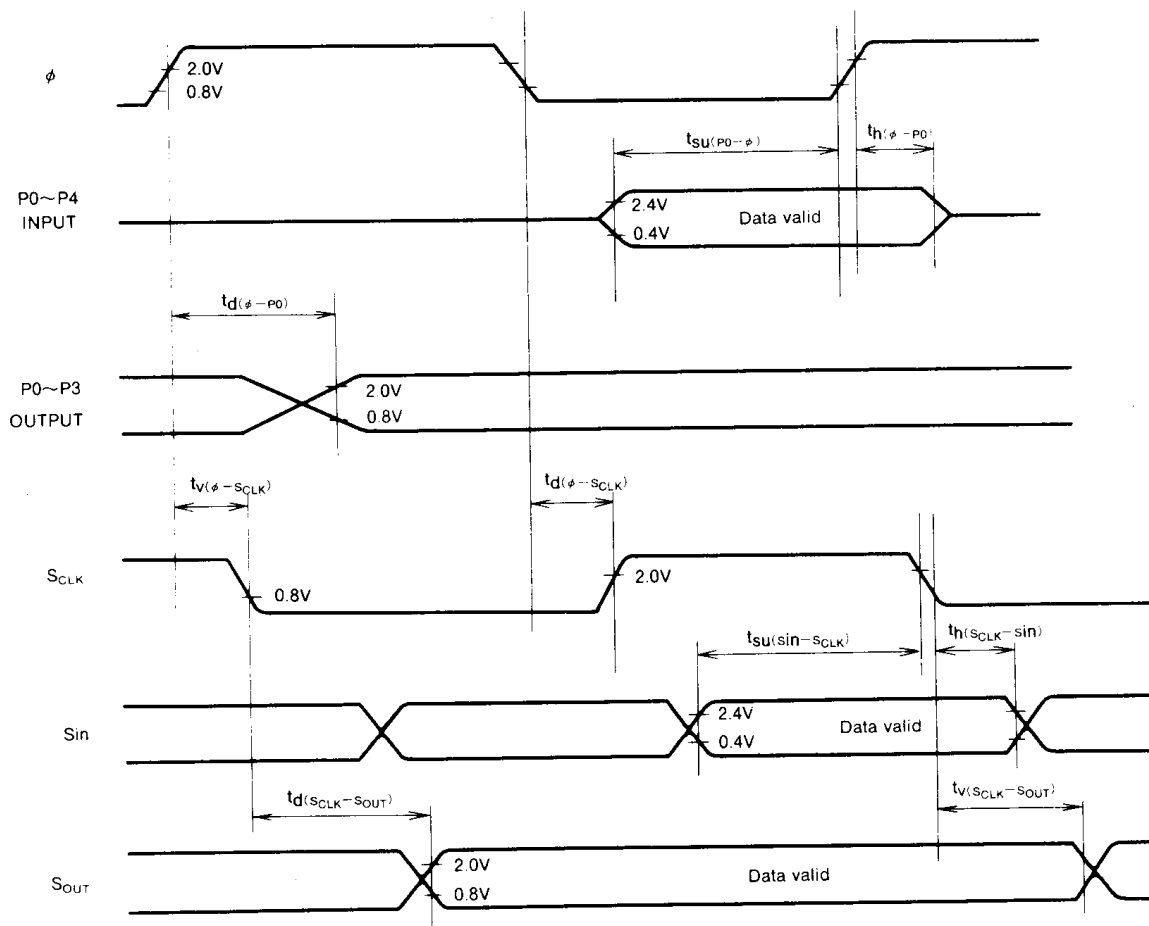 ϕ
2.0V
0.8V
tsu(P0-ϕ)
th(ϕ-P0)
P0~P4
INPUT
2.4V
0.4V
Data valid
td(ϕ-P0)
P0~P3
OUTPUT
2.0V
0.8V
tv(ϕ-SCLK)
td(ϕ-SCLK)
SCLK
0.8V
2.0V
tsu(sin-SCLK)
th(SCLK-sin)
Sin
2.4V
0.4V
Data valid
td(SCLK-SOUT)
tv(SCLK-SOUT)
SOUT
2.0V
0.8V
Data valid